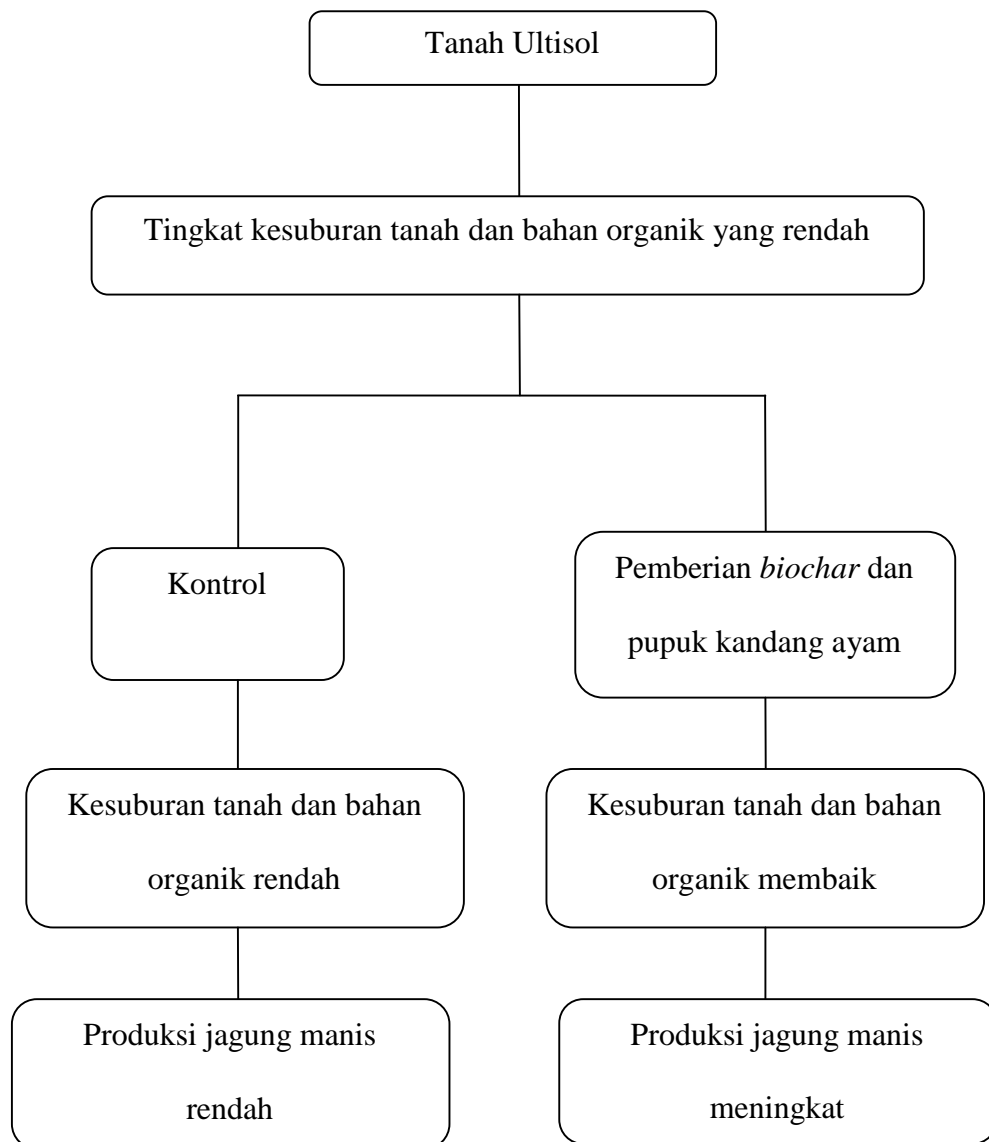 Tanah Ultisol
Tingkat kesuburan tanah dan bahan organik yang rendah
Kontrol
Pemberian biochar dan
pupuk kandang ayam
Kesuburan tanah dan bahan
organik rendah
Kesuburan tanah dan bahan
organik membaik
Produksi jagung manis
rendah
Produksi jagung manis
meningkat